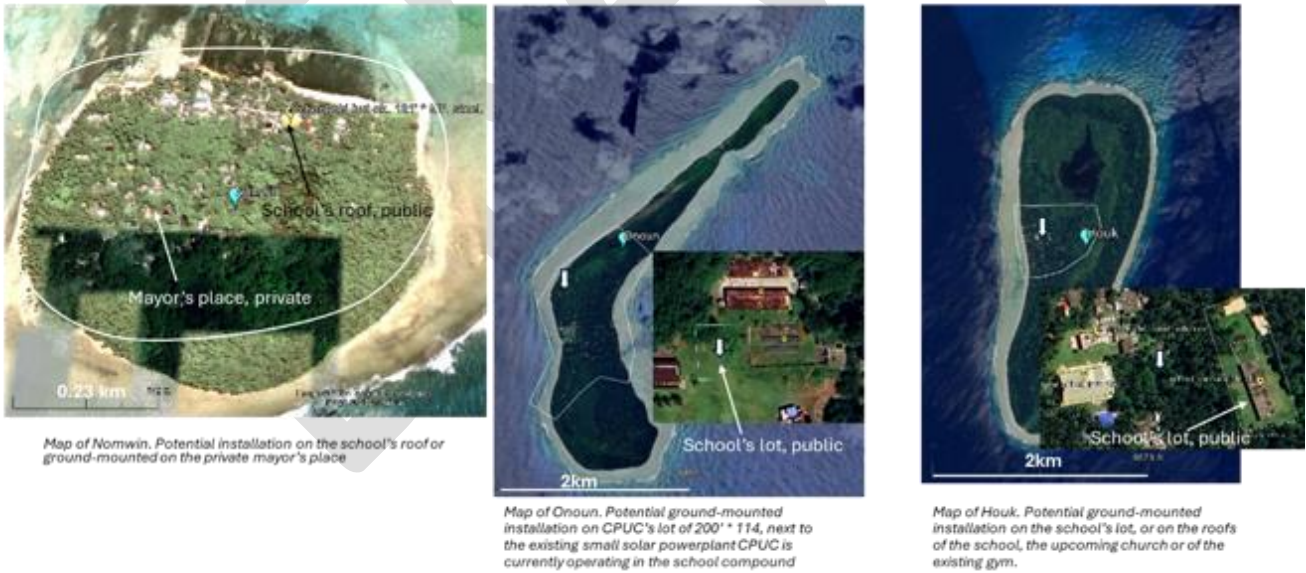 School's roof, public
Mayor's place, private
0.23 km
Map of Nomwin. Potential installation on the school's roof or
ground-mounted on the private mayor's place
Onoun
School's lot, public
2km
Map of Onoun. Potential ground-mounted
installation on CPUC's lot of 200' * 114, next to
the existing small solar powerplant CPUC is
currently operating in the school compound
Houk
School's lot, public
2km
Map of Houk. Potential ground-mounted
installation on the school's lot, or on the roofs
of the school, the upcoming church or of the
existing gym.